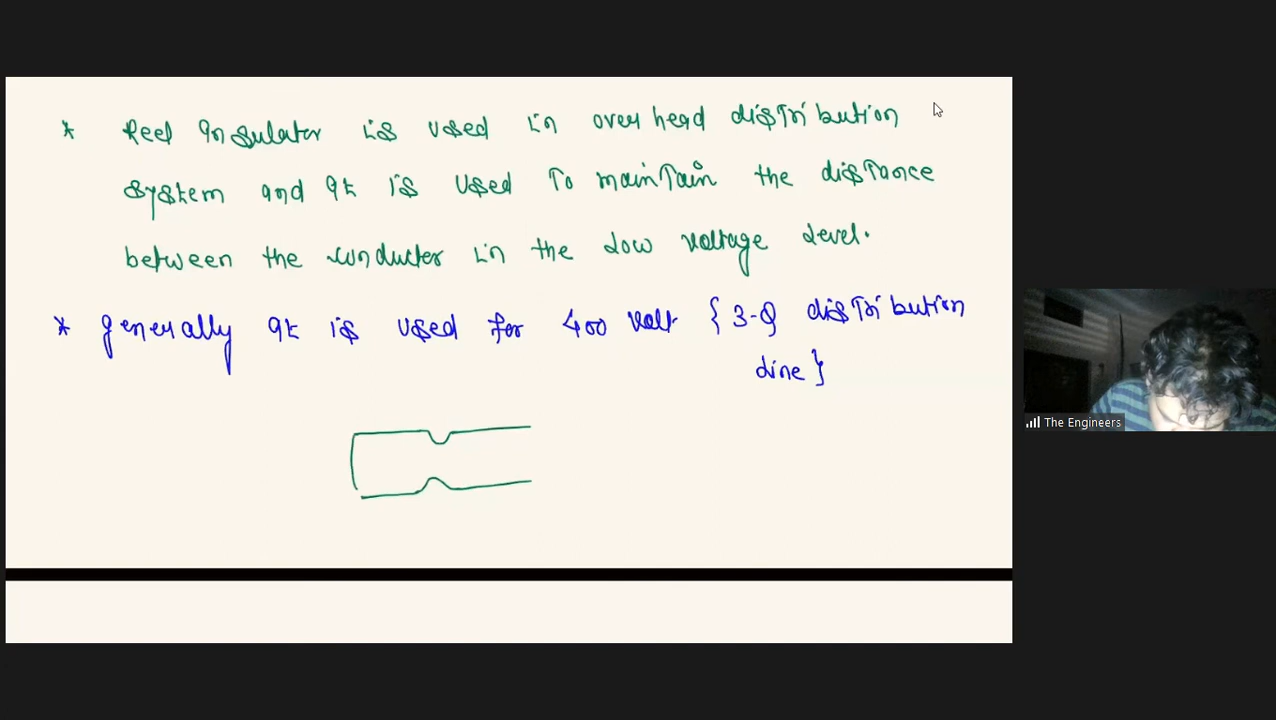 * Reel Insulator is used in over head distribution
system and It is used To maintain the distance
between the conductor in the Low voltage Level.
* generally It is used for 400 volt {3-φ distribution
Line}
The Engineers